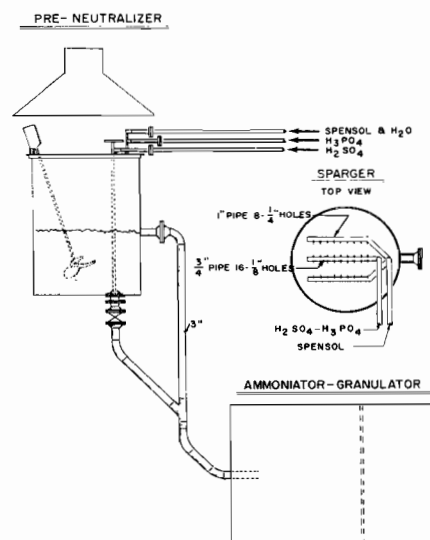 PRE-NEUTRALIZER
SPENSOL & H2O
H3PO4
H2SO4
SPARGER
TOP VIEW
1" PIPE 8-1/4" HOLES
3/4" PIPE 16-1/8" HOLES
3"
H2SO4-H3PO4
SPENSOL
AMMONIATOR-GRANULATOR